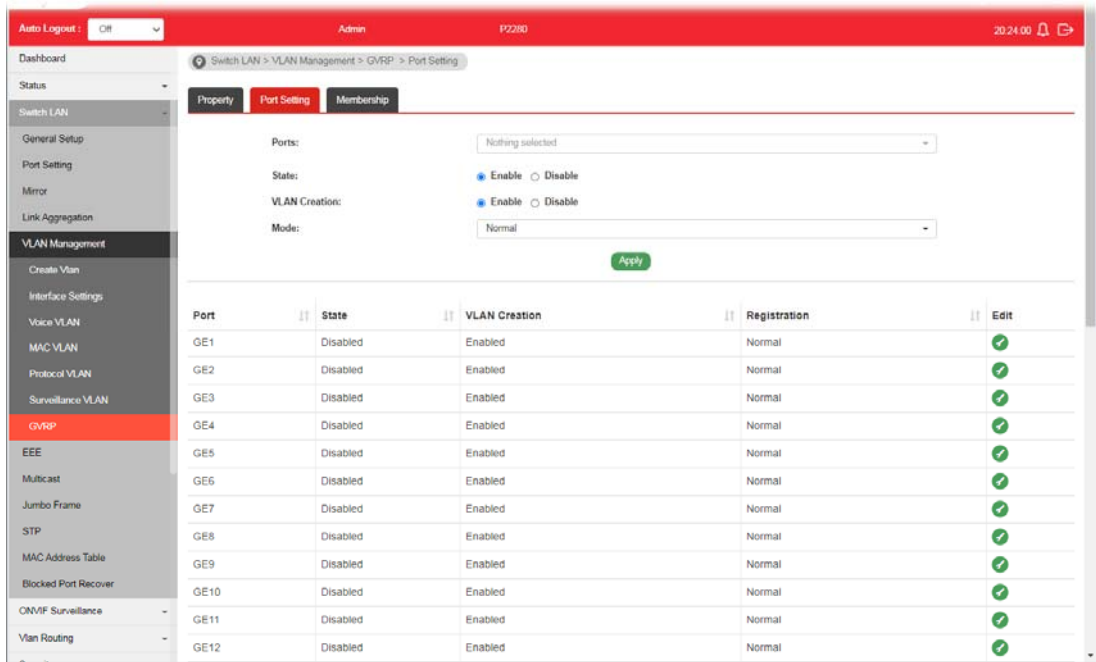 Auto Logout : Off Admin P2280 20:24:00
Dashboard
Status
Switch LAN
General Setup
Port Setting
Mirror
Link Aggregation
VLAN Management
Create Vlan
Interface Settings
Voice VLAN
MAC VLAN
Protocol VLAN
Surveillance VLAN
GVRP
EEE
Multicast
Jumbo Frame
STP
MAC Address Table
Blocked Port Recover
ONVIF Surveillance
Vlan Routing
Switch LAN > VLAN Management > GVRP > Port Setting
Property Port Setting Membership
Ports: Nothing selected
State: Enable Disable
VLAN Creation: Enable Disable
Mode: Normal
Apply
Port State VLAN Creation Registration Edit
GE1 Disabled Enabled Normal
GE2 Disabled Enabled Normal
GE3 Disabled Enabled Normal
GE4 Disabled Enabled Normal
GE5 Disabled Enabled Normal
GE6 Disabled Enabled Normal
GE7 Disabled Enabled Normal
GE8 Disabled Enabled Normal
GE9 Disabled Enabled Normal
GE10 Disabled Enabled Normal
GE11 Disabled Enabled Normal
GE12 Disabled Enabled Normal